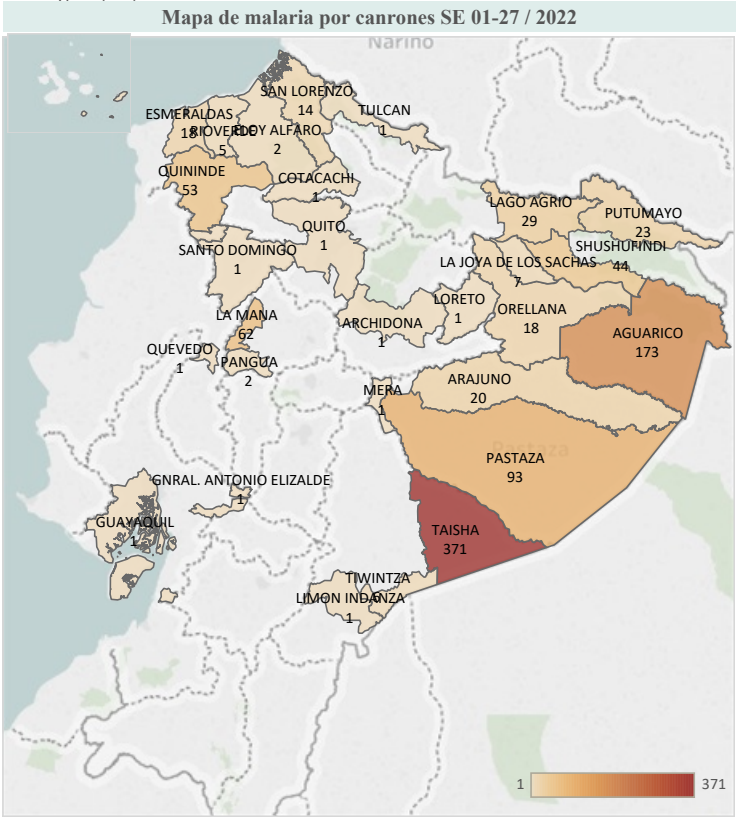 Mapa de malaria por canrones SE 01-27 / 2022
Nariño
SAN LORENZO
14
TULCAN
1
ESMERALDAS
18
RIOVERDE
5
ELOY ALFARO
2
QUININDE
53
COTACACHI
1
LAGO AGRIO
29
PUTUMAYO
23
QUITO
1
SANTO DOMINGO
1
SHUSHUFINDI
44
LA JOYA DE LOS SACHAS
7
LORETO
1
ORELLANA
18
ARCHIDONA
1
LA MANA
62
AGUARICO
173
QUEVEDO
1
PANGUA
2
MERA
1
ARAJUNO
20
Pastaza
PASTAZA
93
GNRAL. ANTONIO ELIZALDE
1
GUAYAQUIL
1
TAISHA
371
TIWINTZA
LIMON INDANZA
1
1
371